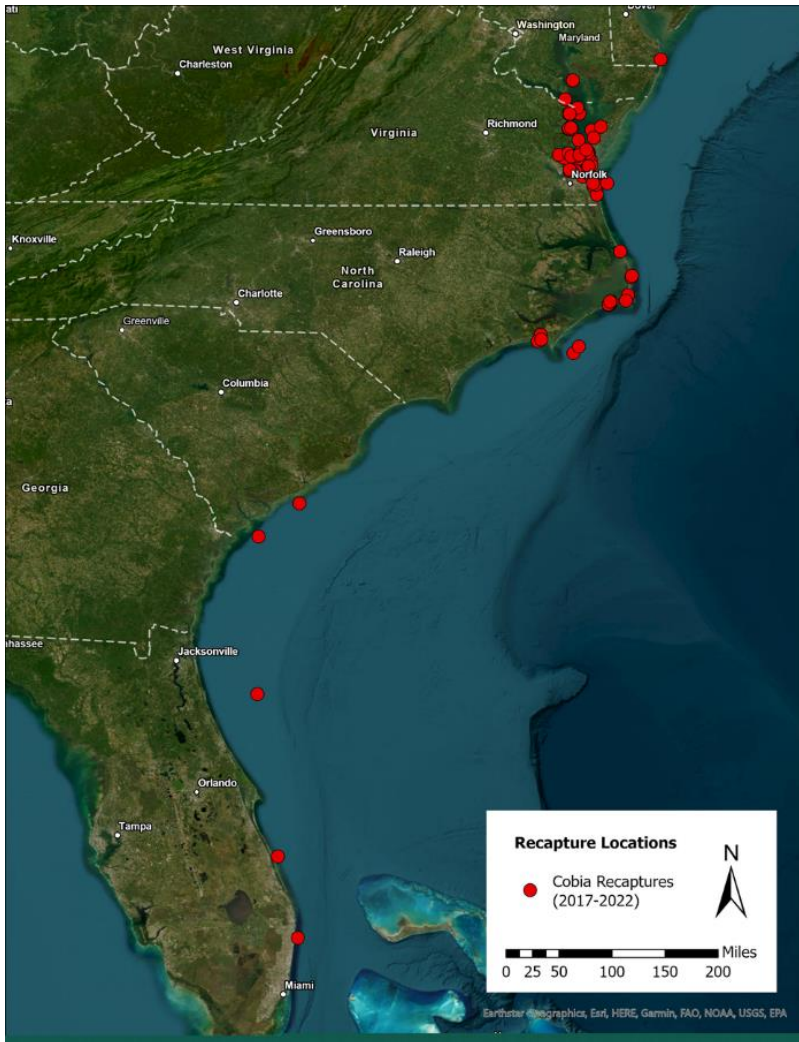 ati
Dover
Washington
Maryland
West Virginia
Charleston
Richmond
Virginia
Norfolk
Knoxville
Greensboro
Raleigh
North
Carolina
Charlotte
Greenville
Columbia
a
Georgia
ahassee
Jacksonville
Orlando
Tampa
Miami
Recapture Locations
Cobia Recaptures
(2017-2022)
N
Miles
0 25 50 100 150 200
Earthstar Geographics, Esri, HERE, Garmin, FAO, NOAA, USGS, EPA